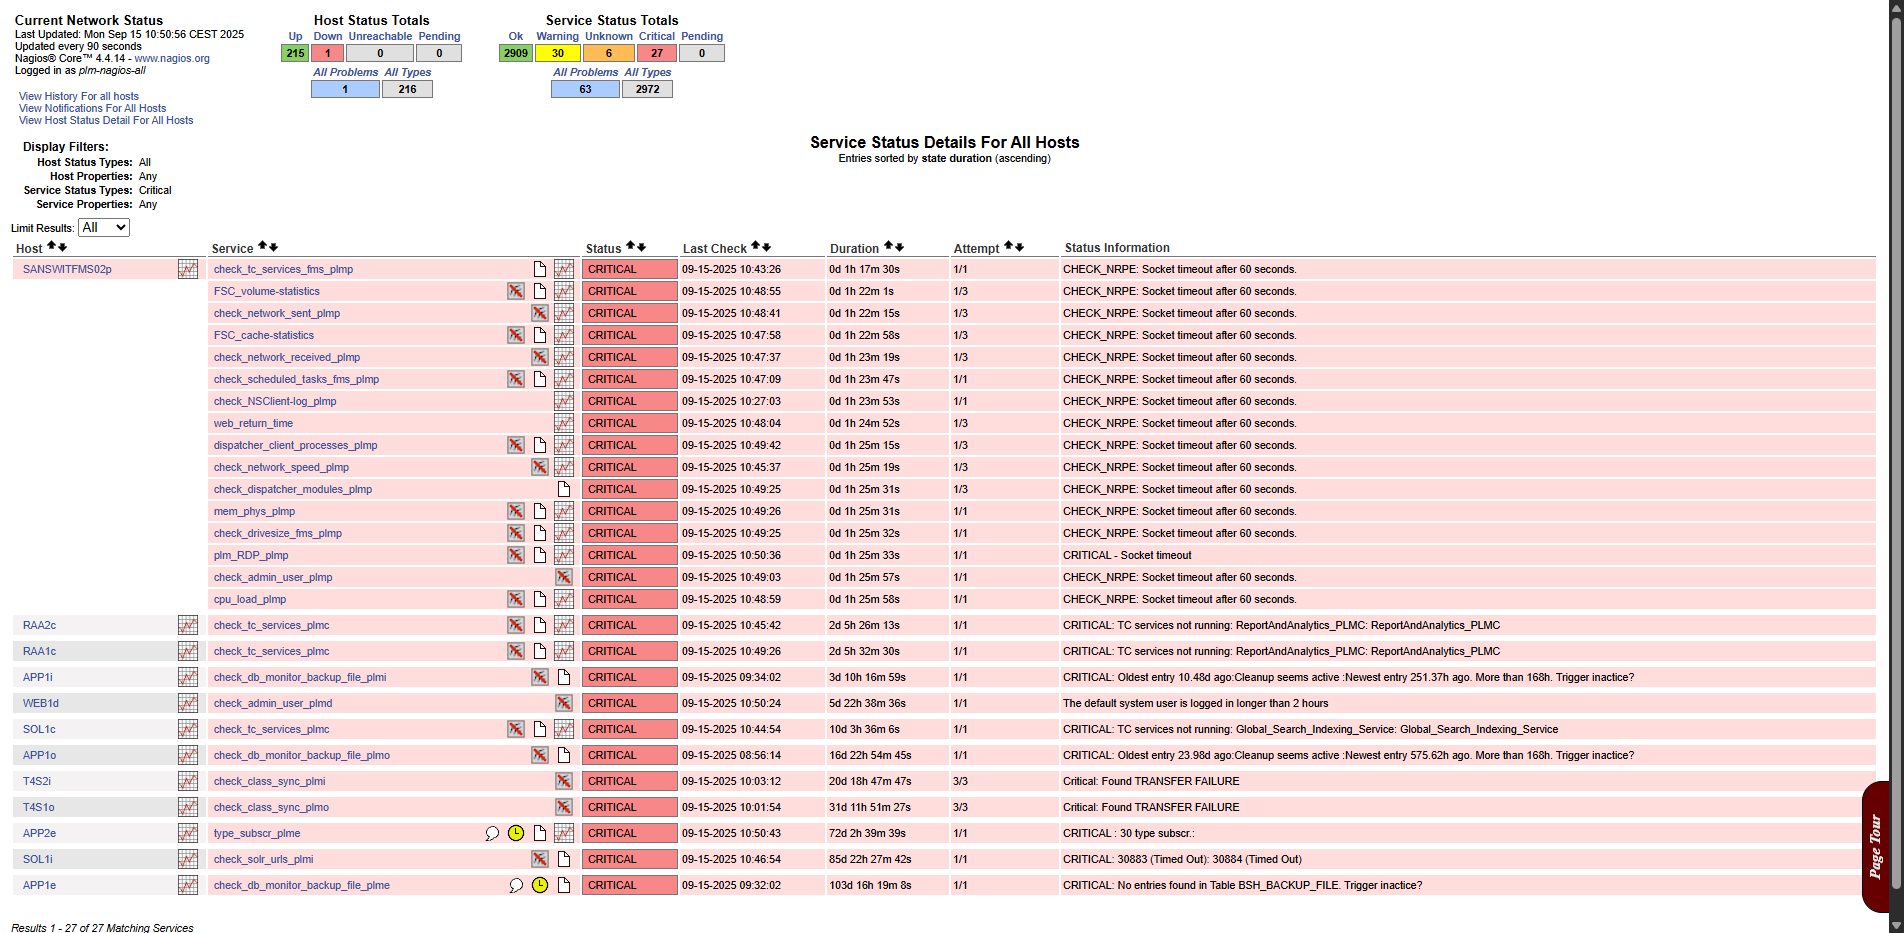 Current Network Status
Last Updated: Mon Sep 15 10:50:56 CEST 2025
Updated every 90 seconds
Nagios® Core™ 4.4.14 - www.nagios.org
Logged in as plm-nagios-all
View History For all hosts
View Notifications For All Hosts
View Host Status Detail For All Hosts
Host Status Totals
Up Down Unreachable Pending
215 1 0 0
All Problems All Types
1 216
Service Status Totals
Ok Warning Unknown Critical Pending
2909 30 6 27 0
All Problems All Types
63 2972
Display Filters:
Host Status Types: All
Host Properties: Any
Service Status Types: Critical
Service Properties: Any
Service Status Details For All Hosts
Entries sorted by state duration (ascending)
Limit Results: All
Host Service Status Last Check Duration Attempt Status Information
SANSWITFMS02p check_tc_services_fms_plmp CRITICAL 09-15-2025 10:43:26 0d 1h 17m 30s 1/1 CHECK_NRPE: Socket timeout after 60 seconds.
FSC_volume-statistics CRITICAL 09-15-2025 10:48:55 0d 1h 22m 1s 1/3 CHECK_NRPE: Socket timeout after 60 seconds.
check_network_sent_plmp CRITICAL 09-15-2025 10:48:41 0d 1h 22m 15s 1/3 CHECK_NRPE: Socket timeout after 60 seconds.
FSC_cache-statistics CRITICAL 09-15-2025 10:47:58 0d 1h 22m 58s 1/3 CHECK_NRPE: Socket timeout after 60 seconds.
check_network_received_plmp CRITICAL 09-15-2025 10:47:37 0d 1h 23m 19s 1/3 CHECK_NRPE: Socket timeout after 60 seconds.
check_scheduled_tasks_fms_plmp CRITICAL 09-15-2025 10:47:09 0d 1h 23m 47s 1/1 CHECK_NRPE: Socket timeout after 60 seconds.
check_NSClient-log_plmp CRITICAL 09-15-2025 10:27:03 0d 1h 23m 53s 1/1 CHECK_NRPE: Socket timeout after 60 seconds.
web_return_time CRITICAL 09-15-2025 10:48:04 0d 1h 24m 52s 1/3 CHECK_NRPE: Socket timeout after 60 seconds.
dispatcher_client_processes_plmp CRITICAL 09-15-2025 10:49:42 0d 1h 25m 15s 1/3 CHECK_NRPE: Socket timeout after 60 seconds.
check_network_speed_plmp CRITICAL 09-15-2025 10:45:37 0d 1h 25m 19s 1/3 CHECK_NRPE: Socket timeout after 60 seconds.
check_dispatcher_modules_plmp CRITICAL 09-15-2025 10:49:25 0d 1h 25m 31s 1/3 CHECK_NRPE: Socket timeout after 60 seconds.
mem_phys_plmp CRITICAL 09-15-2025 10:49:26 0d 1h 25m 31s 1/1 CHECK_NRPE: Socket timeout after 60 seconds.
check_drivesize_fms_plmp CRITICAL 09-15-2025 10:49:25 0d 1h 25m 32s 1/1 CHECK_NRPE: Socket timeout after 60 seconds.
plm_RDP_plmp CRITICAL 09-15-2025 10:50:36 0d 1h 25m 33s 1/1 CRITICAL - Socket timeout
check_admin_user_plmp CRITICAL 09-15-2025 10:49:03 0d 1h 25m 57s 1/1 CHECK_NRPE: Socket timeout after 60 seconds.
cpu_load_plmp CRITICAL 09-15-2025 10:48:59 0d 1h 25m 58s 1/1 CHECK_NRPE: Socket timeout after 60 seconds.
RAA2c check_tc_services_plmc CRITICAL 09-15-2025 10:45:42 2d 5h 26m 13s 1/1 CRITICAL: TC services not running: ReportAndAnalytics_PLMC: ReportAndAnalytics_PLMC
RAA1c check_tc_services_plmc CRITICAL 09-15-2025 10:49:26 2d 5h 32m 30s 1/1 CRITICAL: TC services not running: ReportAndAnalytics_PLMC: ReportAndAnalytics_PLMC
APP1i check_db_monitor_backup_file_plmi CRITICAL 09-15-2025 09:34:02 3d 10h 16m 59s 1/1 CRITICAL: Oldest entry 10.48d ago:Cleanup seems active :Newest entry 251.37h ago. More than 168h. Trigger inactice?
WEB1d check_admin_user_plmd CRITICAL 09-15-2025 10:50:24 5d 22h 38m 36s 1/1 The default system user is logged in longer than 2 hours
SOL1c check_tc_services_plmc CRITICAL 09-15-2025 10:44:54 10d 3h 36m 6s 1/1 CRITICAL: TC services not running: Global_Search_Indexing_Service: Global_Search_Indexing_Service
APP1o check_db_monitor_backup_file_plmo CRITICAL 09-15-2025 08:56:14 16d 22h 54m 45s 1/1 CRITICAL: Oldest entry 23.98d ago:Cleanup seems active :Newest entry 575.62h ago. More than 168h. Trigger inactice?
T4S2i check_class_sync_plmi CRITICAL 09-15-2025 10:03:12 20d 18h 47m 47s 3/3 Critical: Found TRANSFER FAILURE
T4S1o check_class_sync_plmo CRITICAL 09-15-2025 10:01:54 31d 11h 51m 27s 3/3 Critical: Found TRANSFER FAILURE
APP2e type_subscr_plme CRITICAL 09-15-2025 10:50:43 72d 2h 39m 39s 1/1 CRITICAL : 30 type subscr.:
SOL1i check_solr_urls_plmi CRITICAL 09-15-2025 10:46:54 85d 22h 27m 42s 1/1 CRITICAL: 30883 (Timed Out): 30884 (Timed Out)
APP1e check_db_monitor_backup_file_plme CRITICAL 09-15-2025 09:32:02 103d 16h 19m 8s 1/1 CRITICAL: No entries found in Table BSH_BACKUP_FILE. Trigger inactice?
Page Tour
Results 1 - 27 of 27 Matching Services